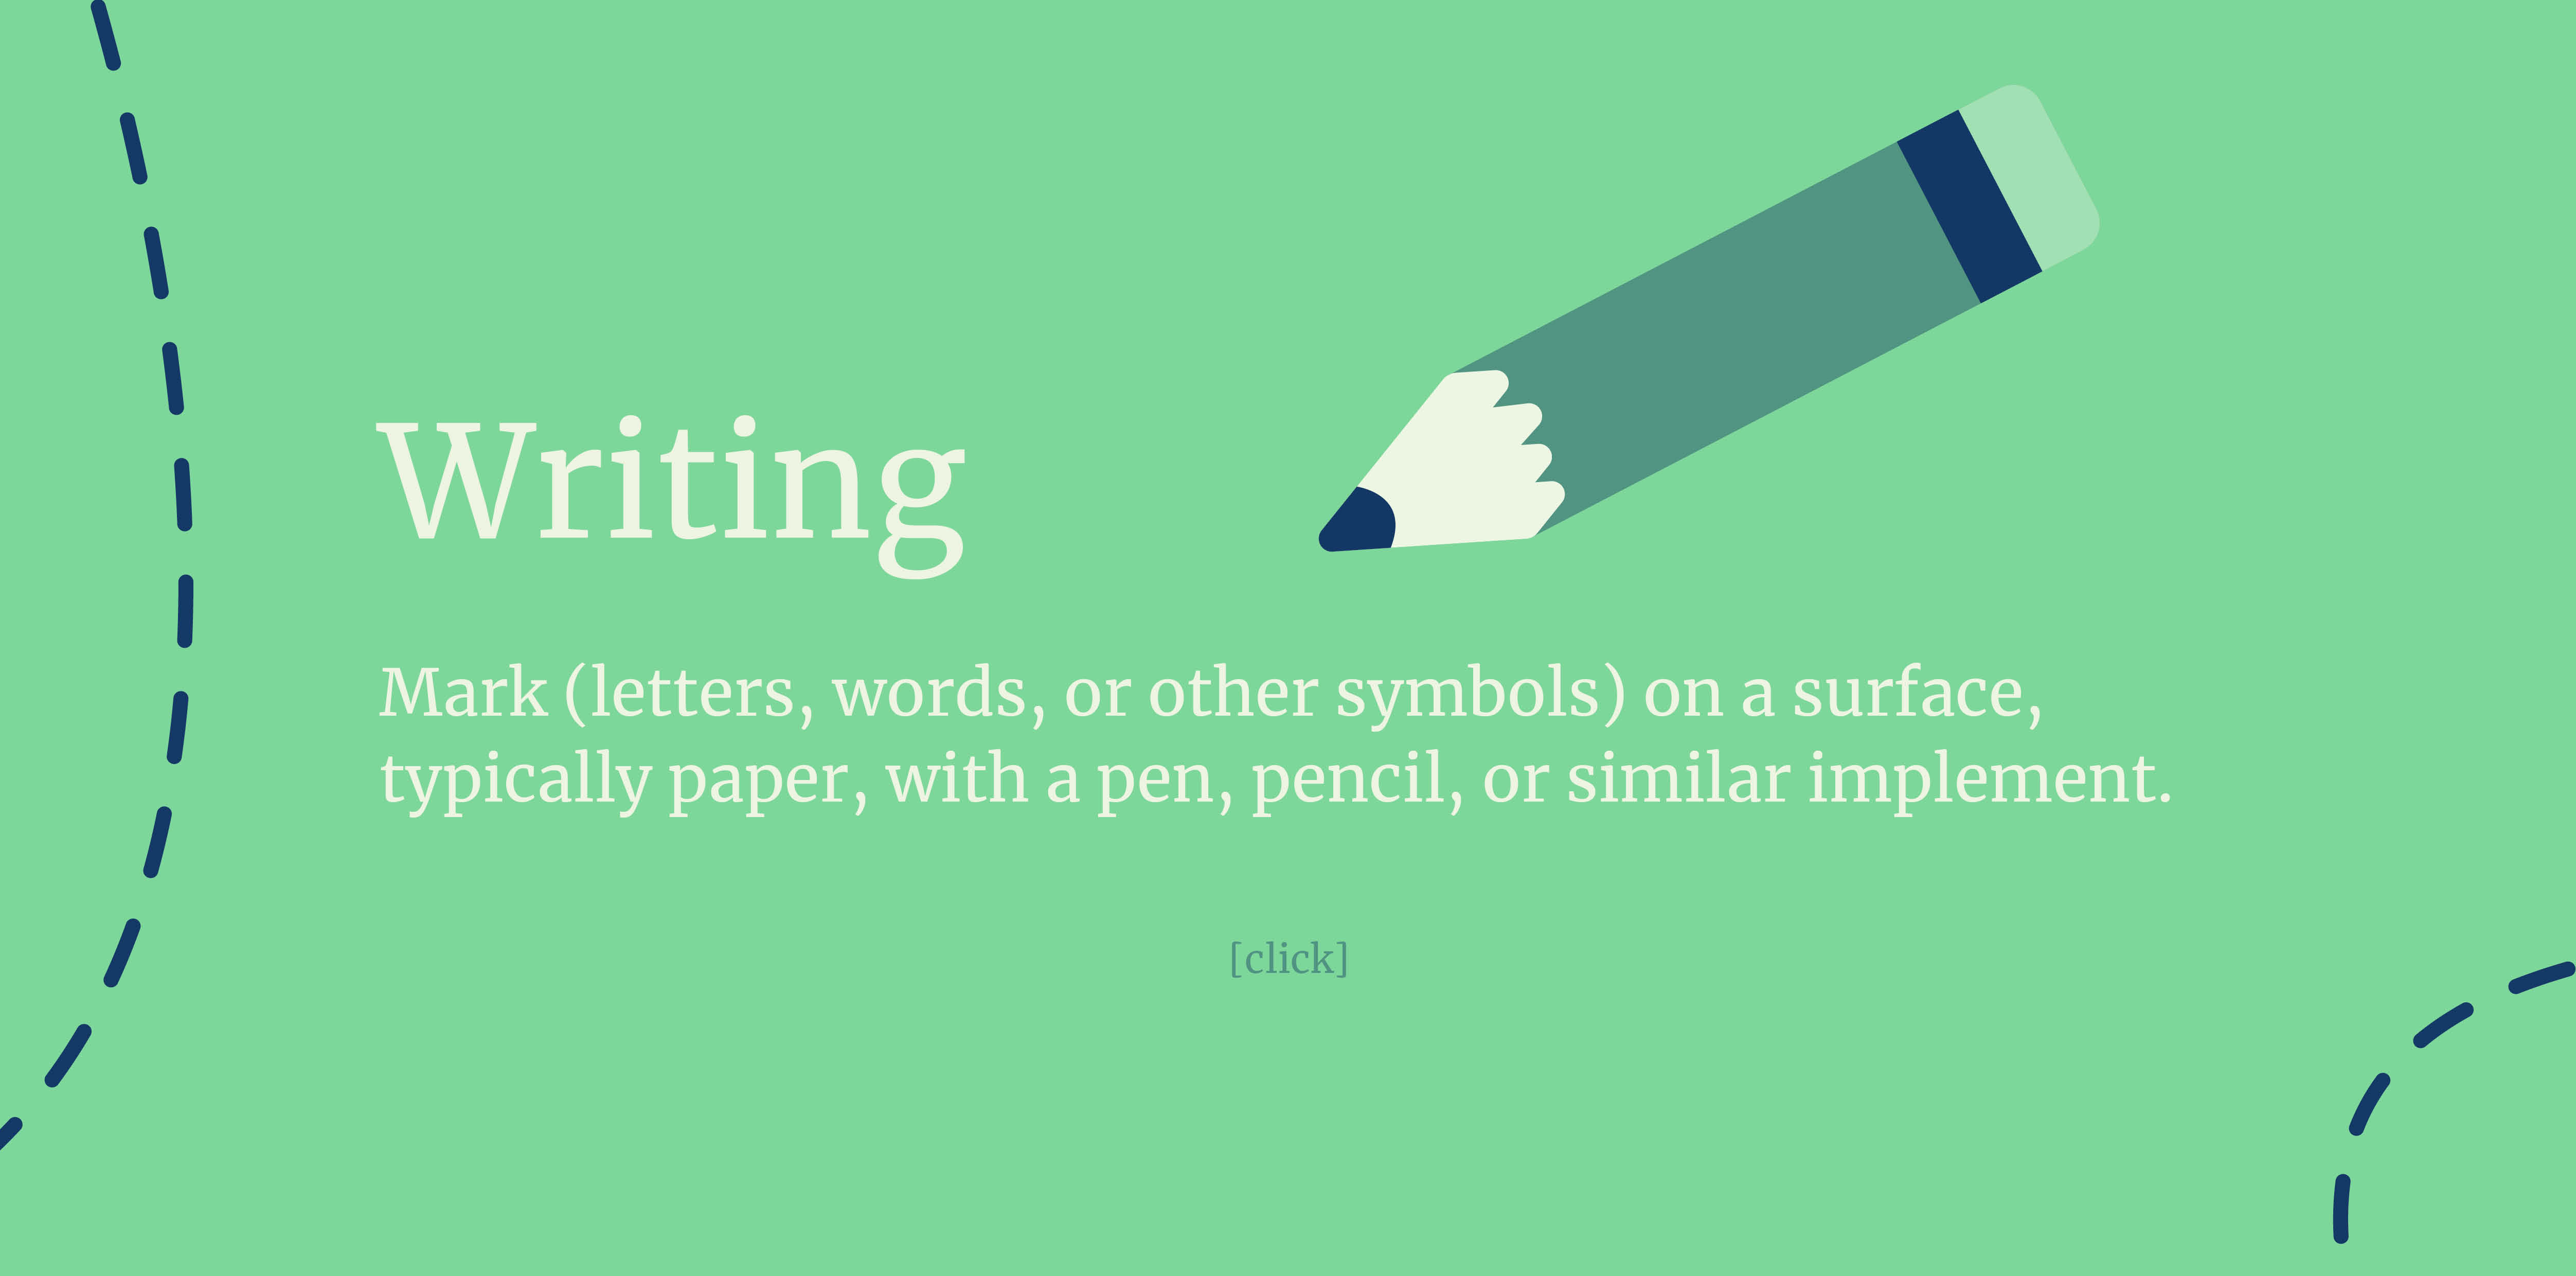 Writing
Mark (letters, words, or other symbols) on a surface,
typically paper, with a pen, pencil, or similar implement.
[click]